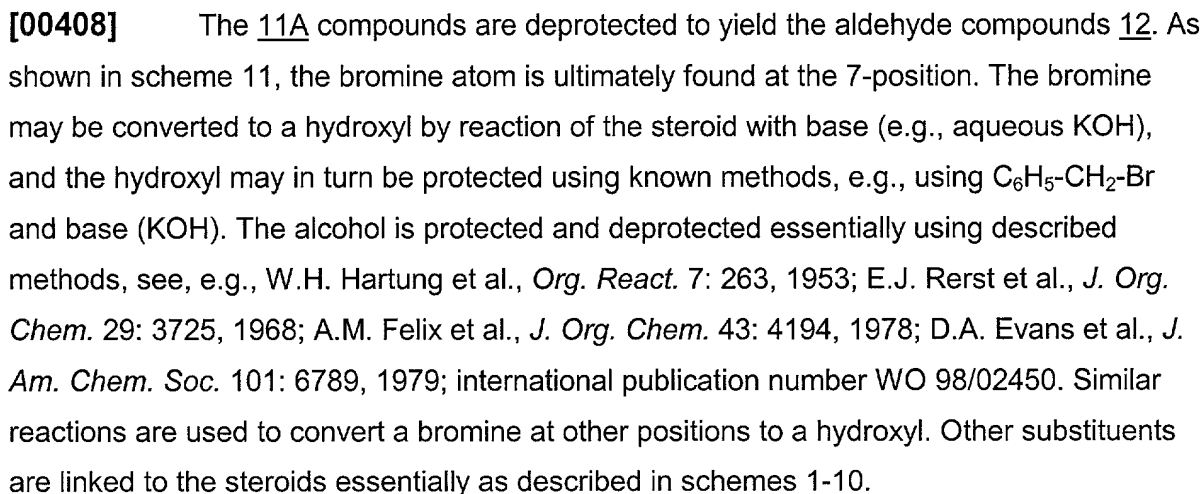 [00408] The 11A compounds are deprotected to yield the aldehyde compounds 12. As
shown in scheme 11, the bromine atom is ultimately found at the 7-position. The bromine
may be converted to a hydroxyl by reaction of the steroid with base (e.g., aqueous KOH),
and the hydroxyl may in turn be protected using known methods, e.g., using C₆H₅-CH₂-Br
and base (KOH). The alcohol is protected and deprotected essentially using described
methods, see, e.g., W.H. Hartung et al., Org. React. 7: 263, 1953; E.J. Rerst et al., J. Org.
Chem. 29: 3725, 1968; A.M. Felix et al., J. Org. Chem. 43: 4194, 1978; D.A. Evans et al., J.
Am. Chem. Soc. 101: 6789, 1979; international publication number WO 98/02450. Similar
reactions are used to convert a bromine at other positions to a hydroxyl. Other substituents
are linked to the steroids essentially as described in schemes 1-10.